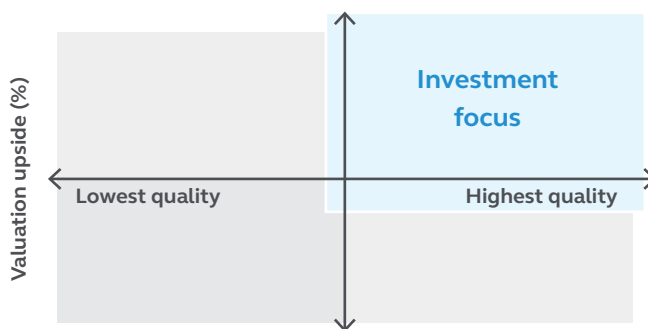 Valuation upside (%)
Investment
focus
Lowest quality
Highest quality